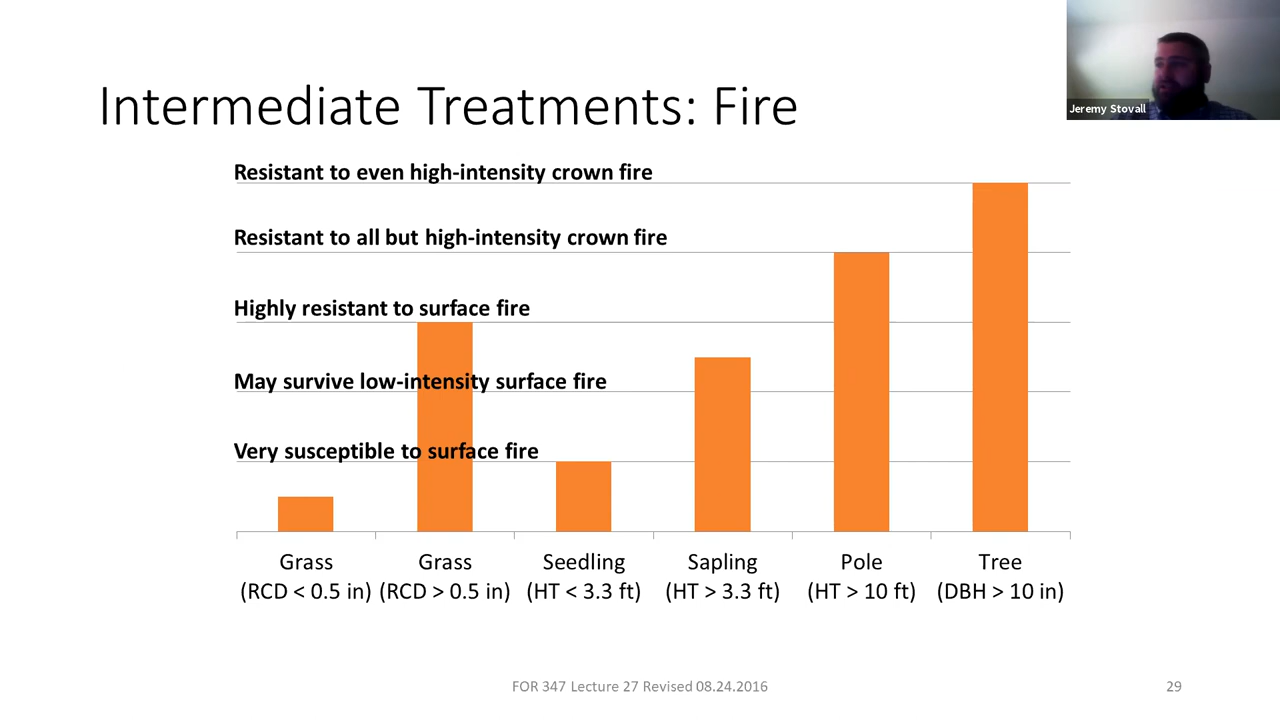 Jeremy Stovall
Intermediate Treatments: Fire
Resistant to even high-intensity crown fire
Resistant to all but high-intensity crown fire
Highly resistant to surface fire
May survive low-intensity surface fire
Very susceptible to surface fire
Grass Grass Seedling Sapling Pole Tree
(RCD < 0.5 in) (RCD > 0.5 in) (HT < 3.3 ft) (HT > 3.3 ft) (HT > 10 ft) (DBH > 10 in)
FOR 347 Lecture 27 Revised 08.24.2016 29